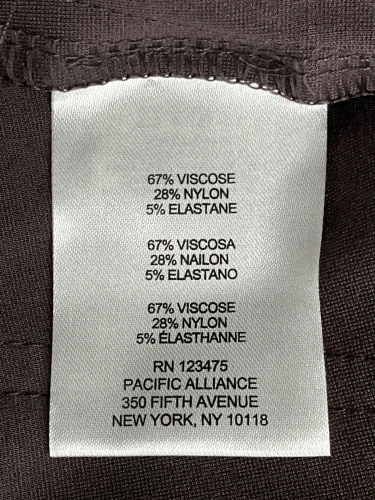 67% VISCOSE
28% NYLON
5% ELASTANE
67% VISCOSA
28% NAILON
5% ELASTANO
67% VISCOSE
28% NYLON
5% ÉLASTHANNE
RN 123475
PACIFIC ALLIANCE
350 FIFTH AVENUE
NEW YORK, NY 10118